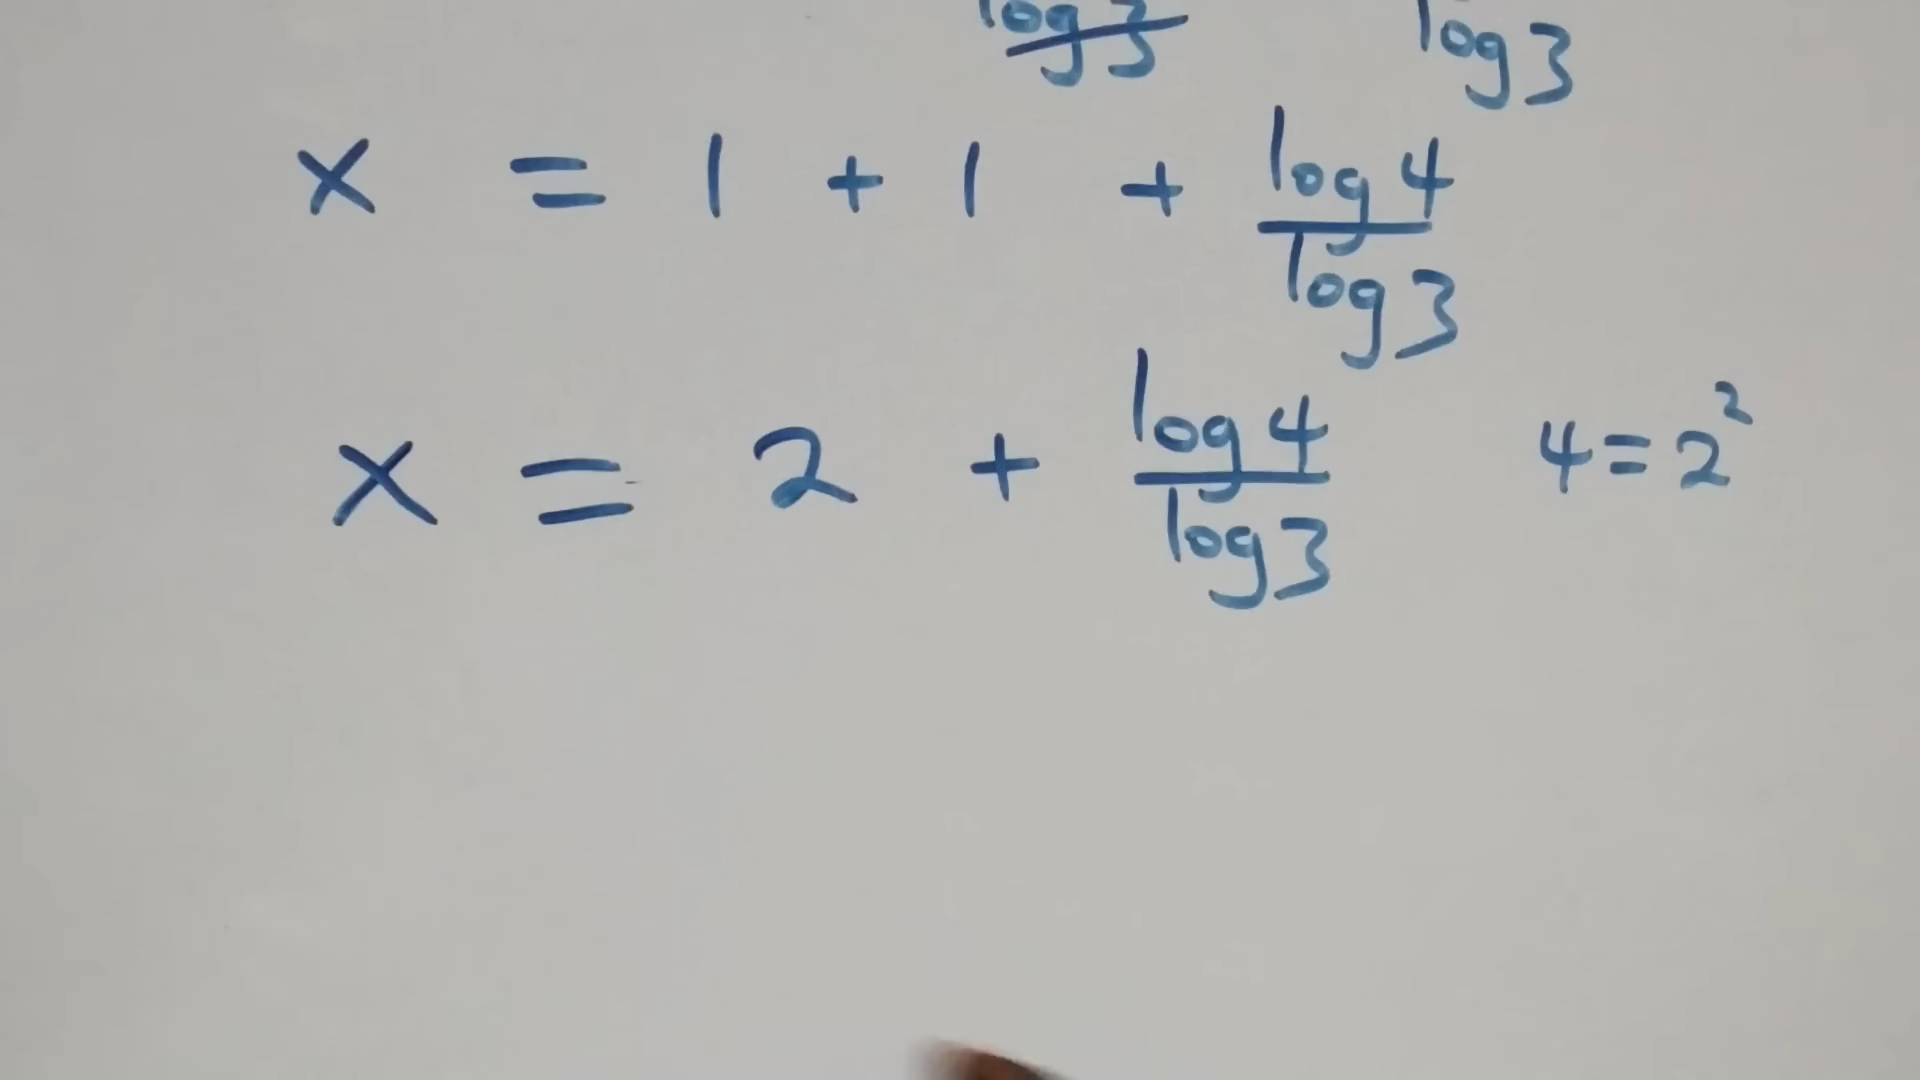 log 3 log 3
x = 1 + 1 + log 4 / log 3
x = 2 + log 4 / log 3 4 = 2²